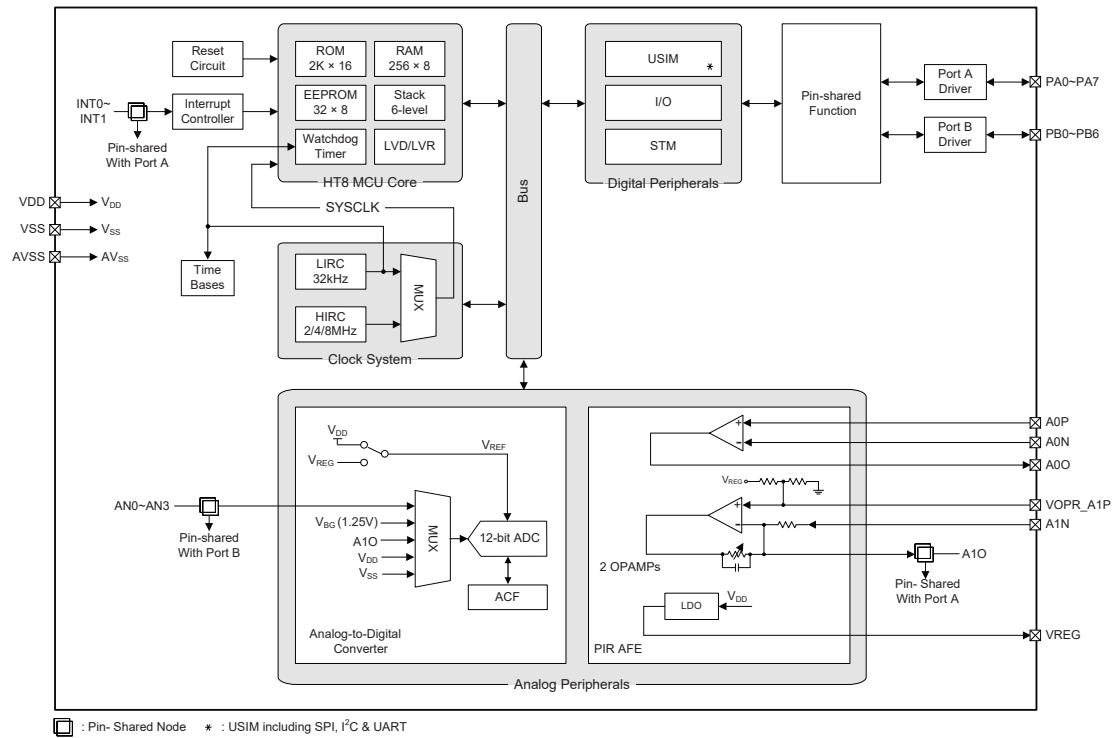 Reset
Circuit
INT0~
INT1
Interrupt
Controller
Pin-shared
With Port A
ROM
2K × 16
RAM
256 × 8
EEPROM
32 × 8
Stack
6-level
Watchdog
Timer
LVD/LVR
HT8 MCU Core
SYSCLK
Bus
USIM
*
I/O
STM
Digital Peripherals
Pin-shared
Function
Port A
Driver
Port B
Driver
PA0~PA7
PB0~PB6
VDD
VDD
VSS
VSS
AVSS
AVSS
Time
Bases
LIRC
32kHz
HIRC
2/4/8MHz
MUX
Clock System
VDD
VREG
VREF
AN0~AN3
Pin-shared
With Port B
VBG (1.25V)
A1O
VDD
VSS
MUX
12-bit ADC
ACF
Analog-to-Digital
Converter
+
−
A0P
A0N
A0O
VREG
+
−
VOPR_A1P
A1N
2 OPAMPs
A1O
Pin- Shared
With Port A
LDO
VDD
PIR AFE
VREG
Analog Peripherals
: Pin- Shared Node
* : USIM including SPI, I²C & UART